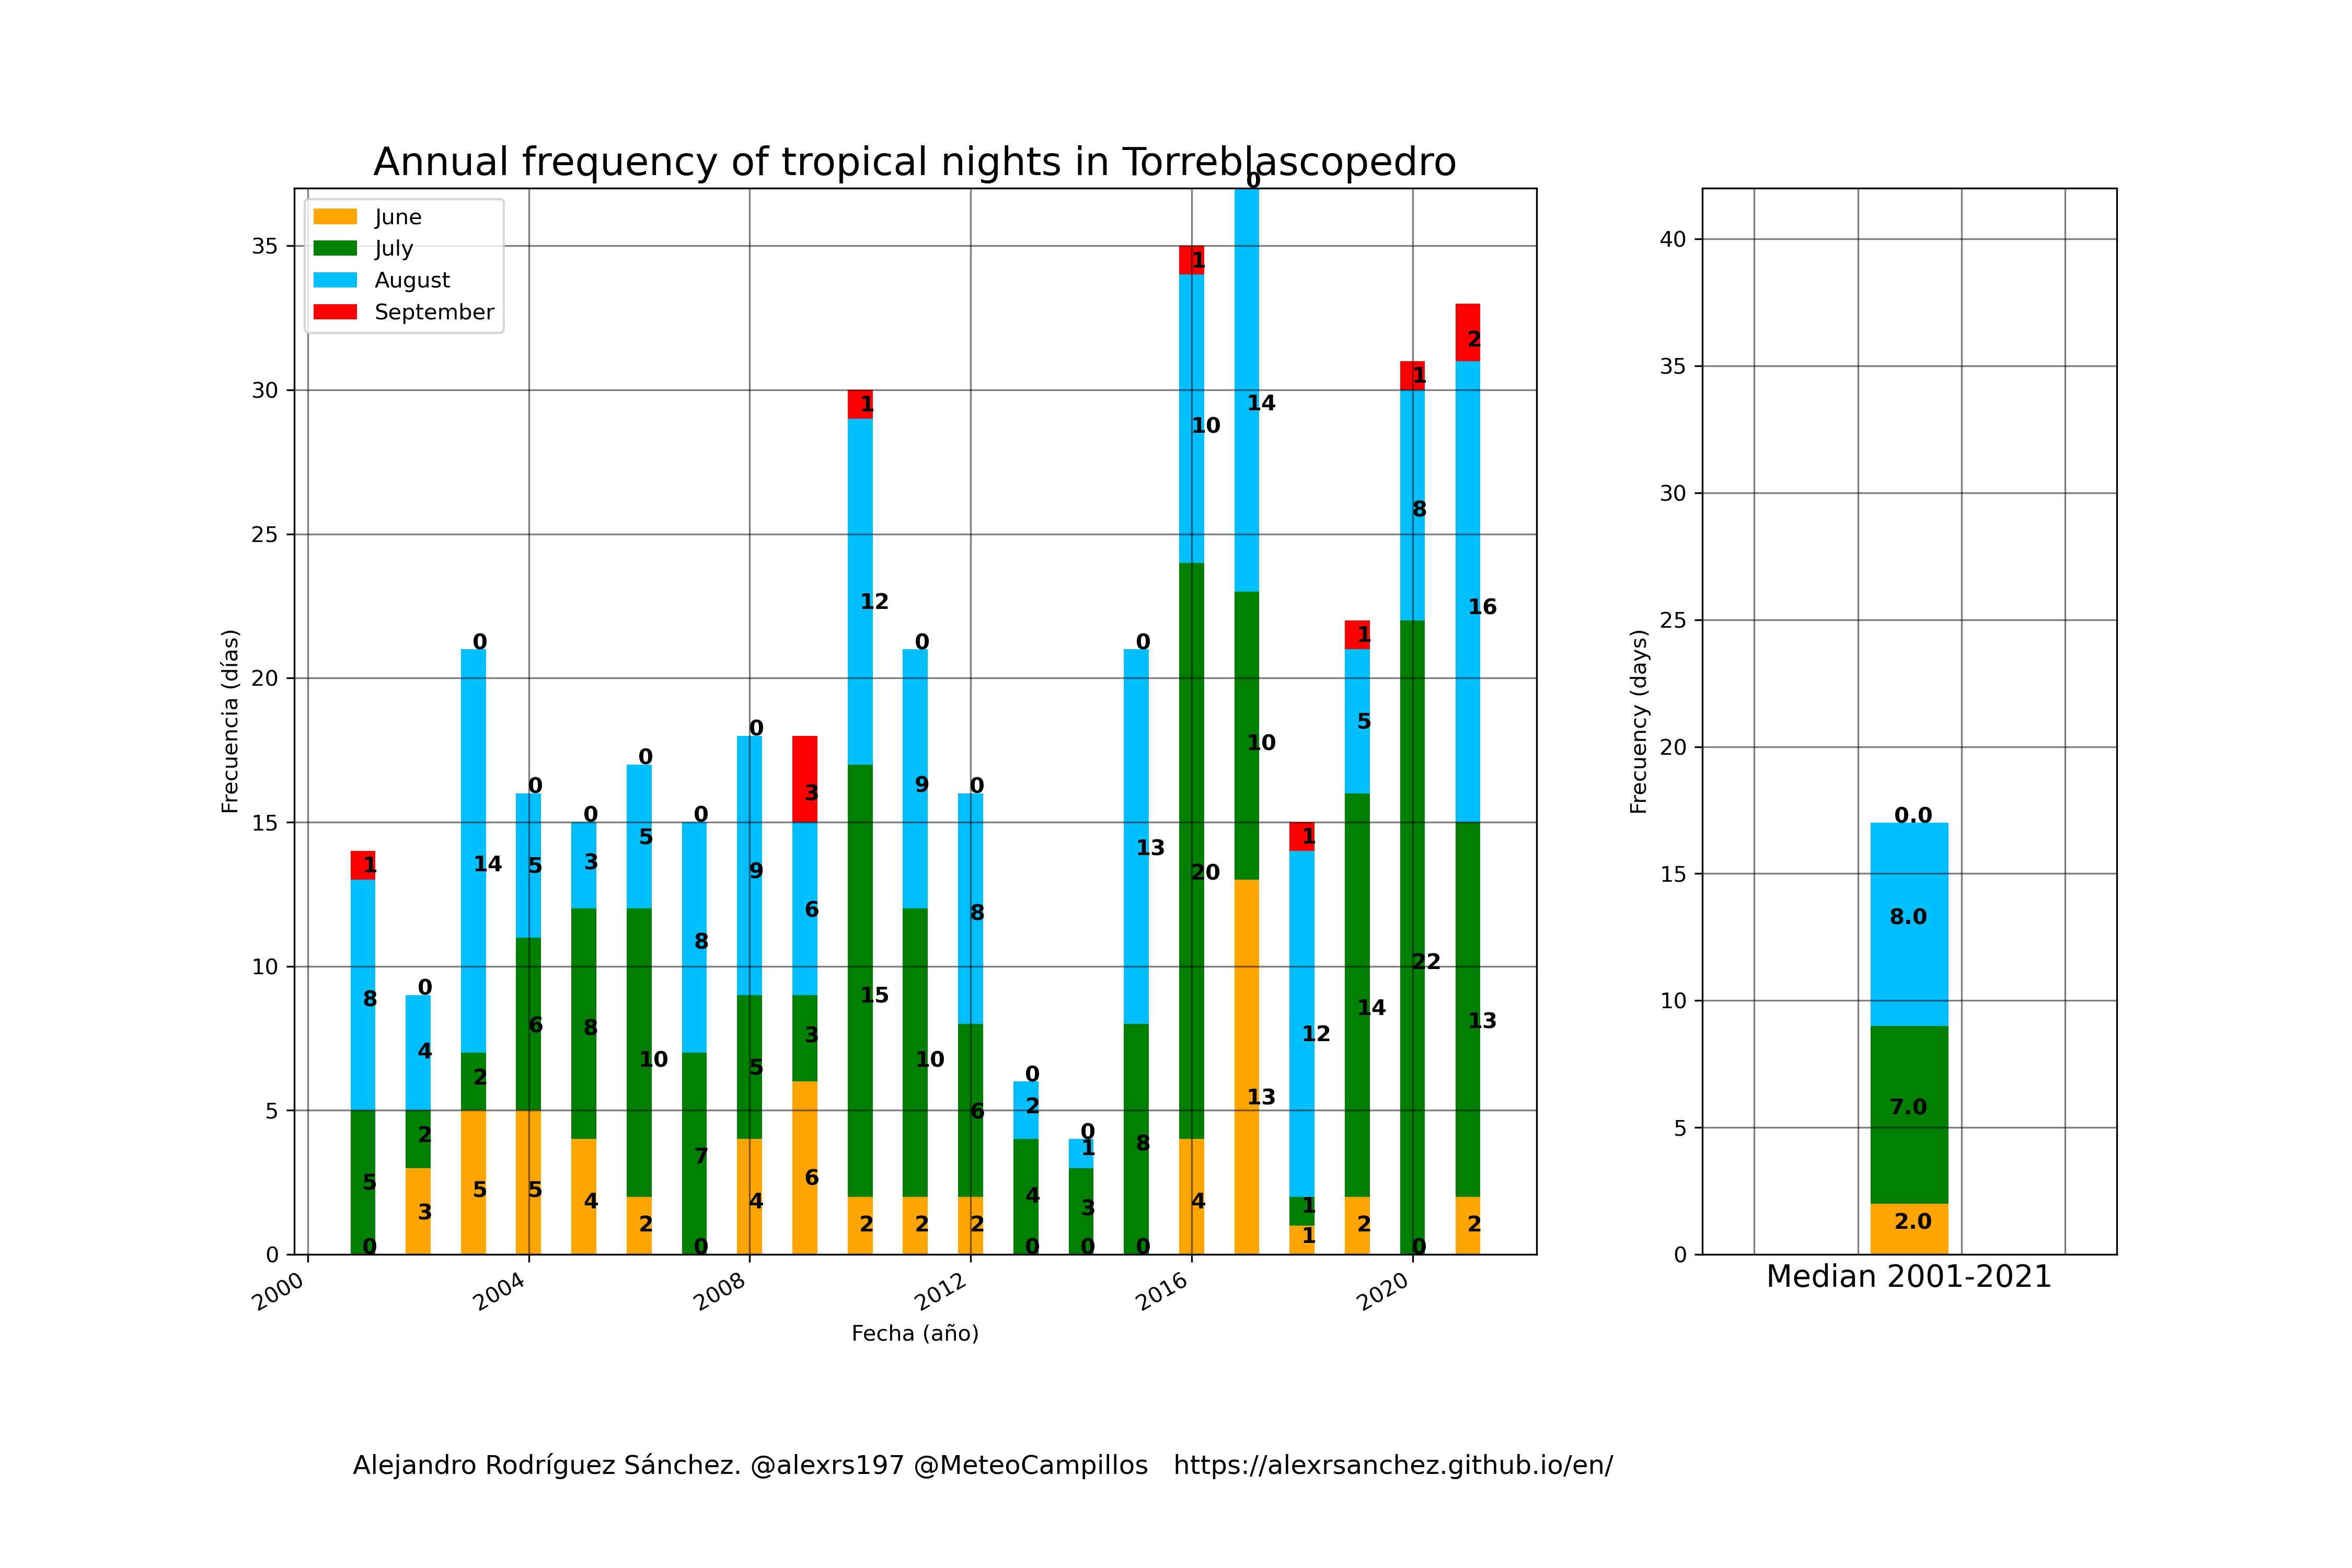 Annual frequency of tropical nights in Torreblascopedro
June
July
August
September
Frecuencia (días)
35
30
25
20
15
10
5
0
0 5 8 1
3 2 4 0
5 2 14 0
5 6 5 0
4 8 3 0
2 10 5 0
0 7 8 0
4 5 9 0
6 3 6 3
2 15 12 1
2 10 9 0
2 6 8 0
0 4 2 0
0 3 1 0
0 8 13 0
4 20 10 1
13 10 14 0
1 1 12 1
2 14 5 1
0 22 8 1
2 13 16 2
2000 2004 2008 2012 2016 2020
Fecha (año)
Frecuency (days)
40
35
30
25
20
15
10
5
0
0.0
8.0
7.0
2.0
Median 2001-2021
Alejandro Rodríguez Sánchez. @alexrs197 @MeteoCampillos https://alexrsanchez.github.io/en/